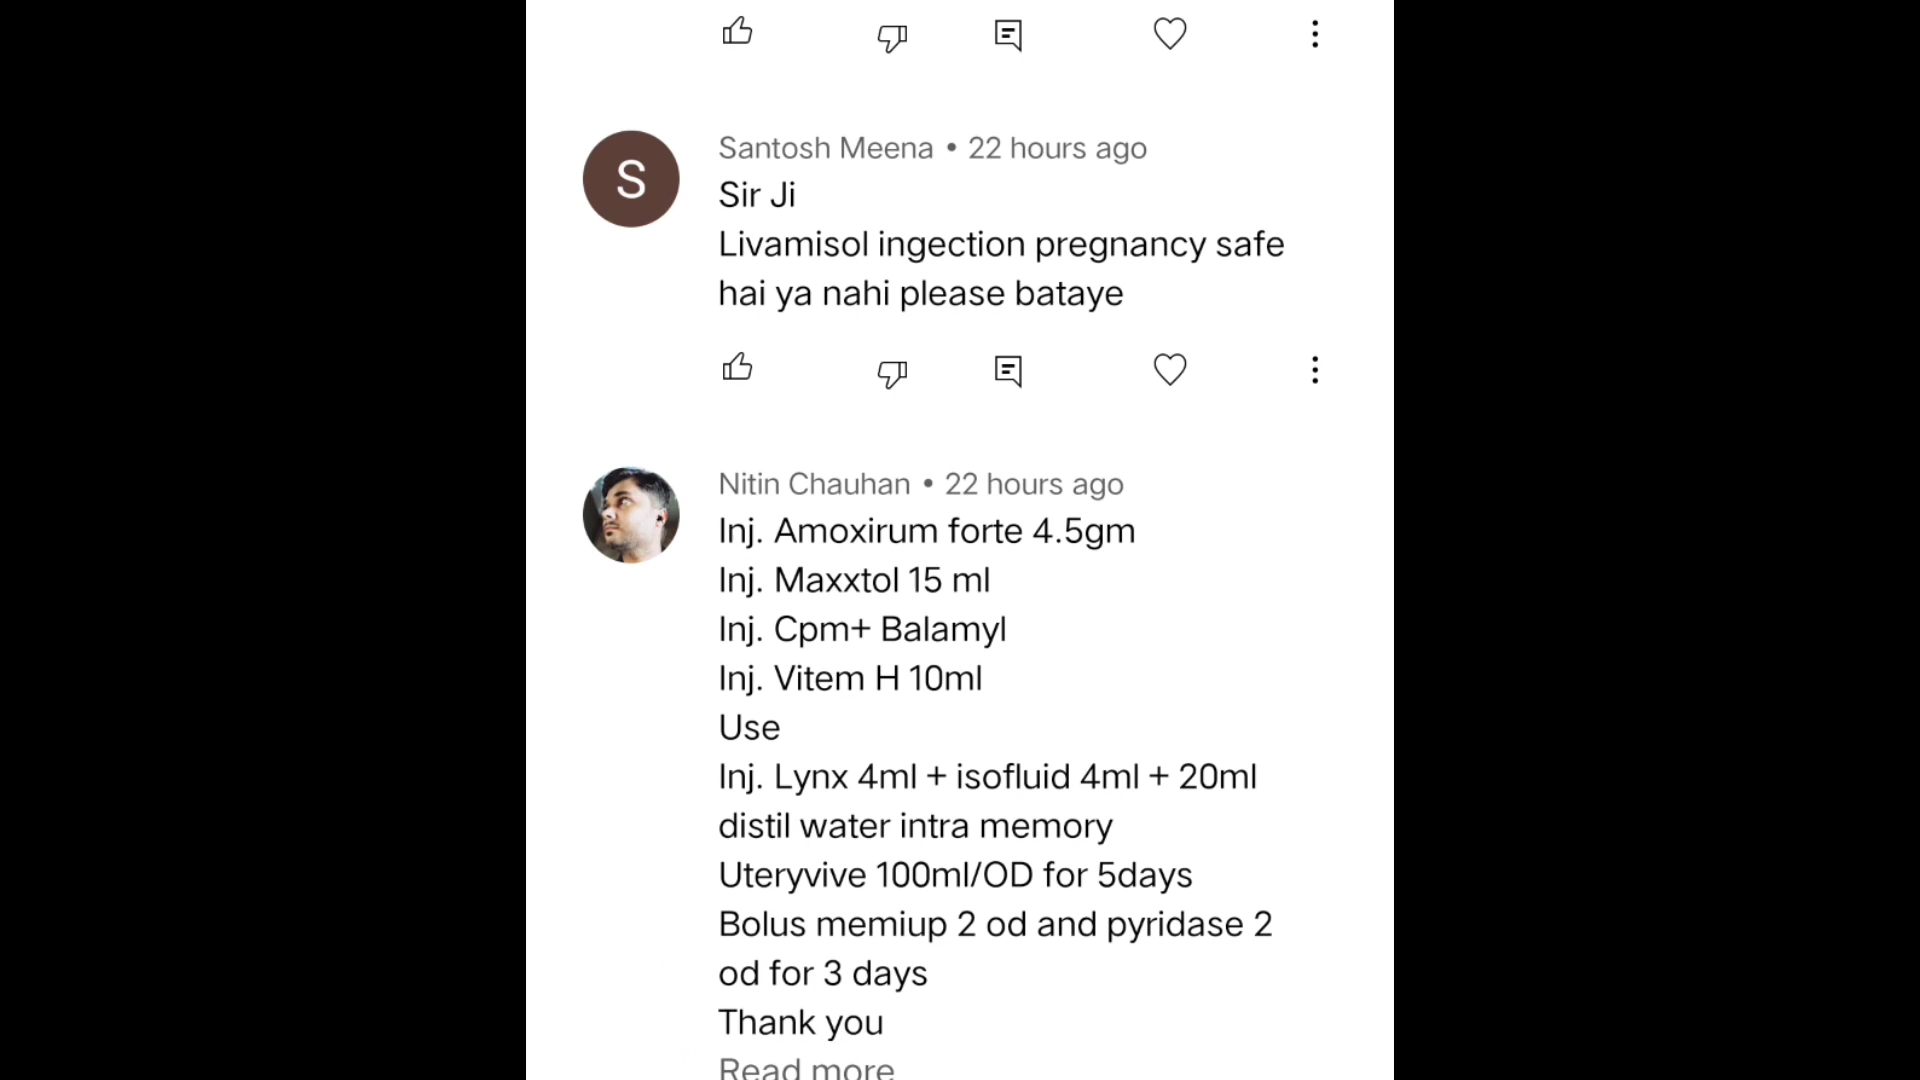 S
Santosh Meena • 22 hours ago
Sir Ji
Livamisol ingection pregnancy safe
hai ya nahi please bataye
Nitin Chauhan • 22 hours ago
Inj. Amoxirum forte 4.5gm
Inj. Maxxtol 15 ml
Inj. Cpm+ Balamyl
Inj. Vitem H 10ml
Use
Inj. Lynx 4ml + isofluid 4ml + 20ml
distil water intra memory
Uteryvive 100ml/OD for 5days
Bolus memiup 2 od and pyridase 2
od for 3 days
Thank you
Read more